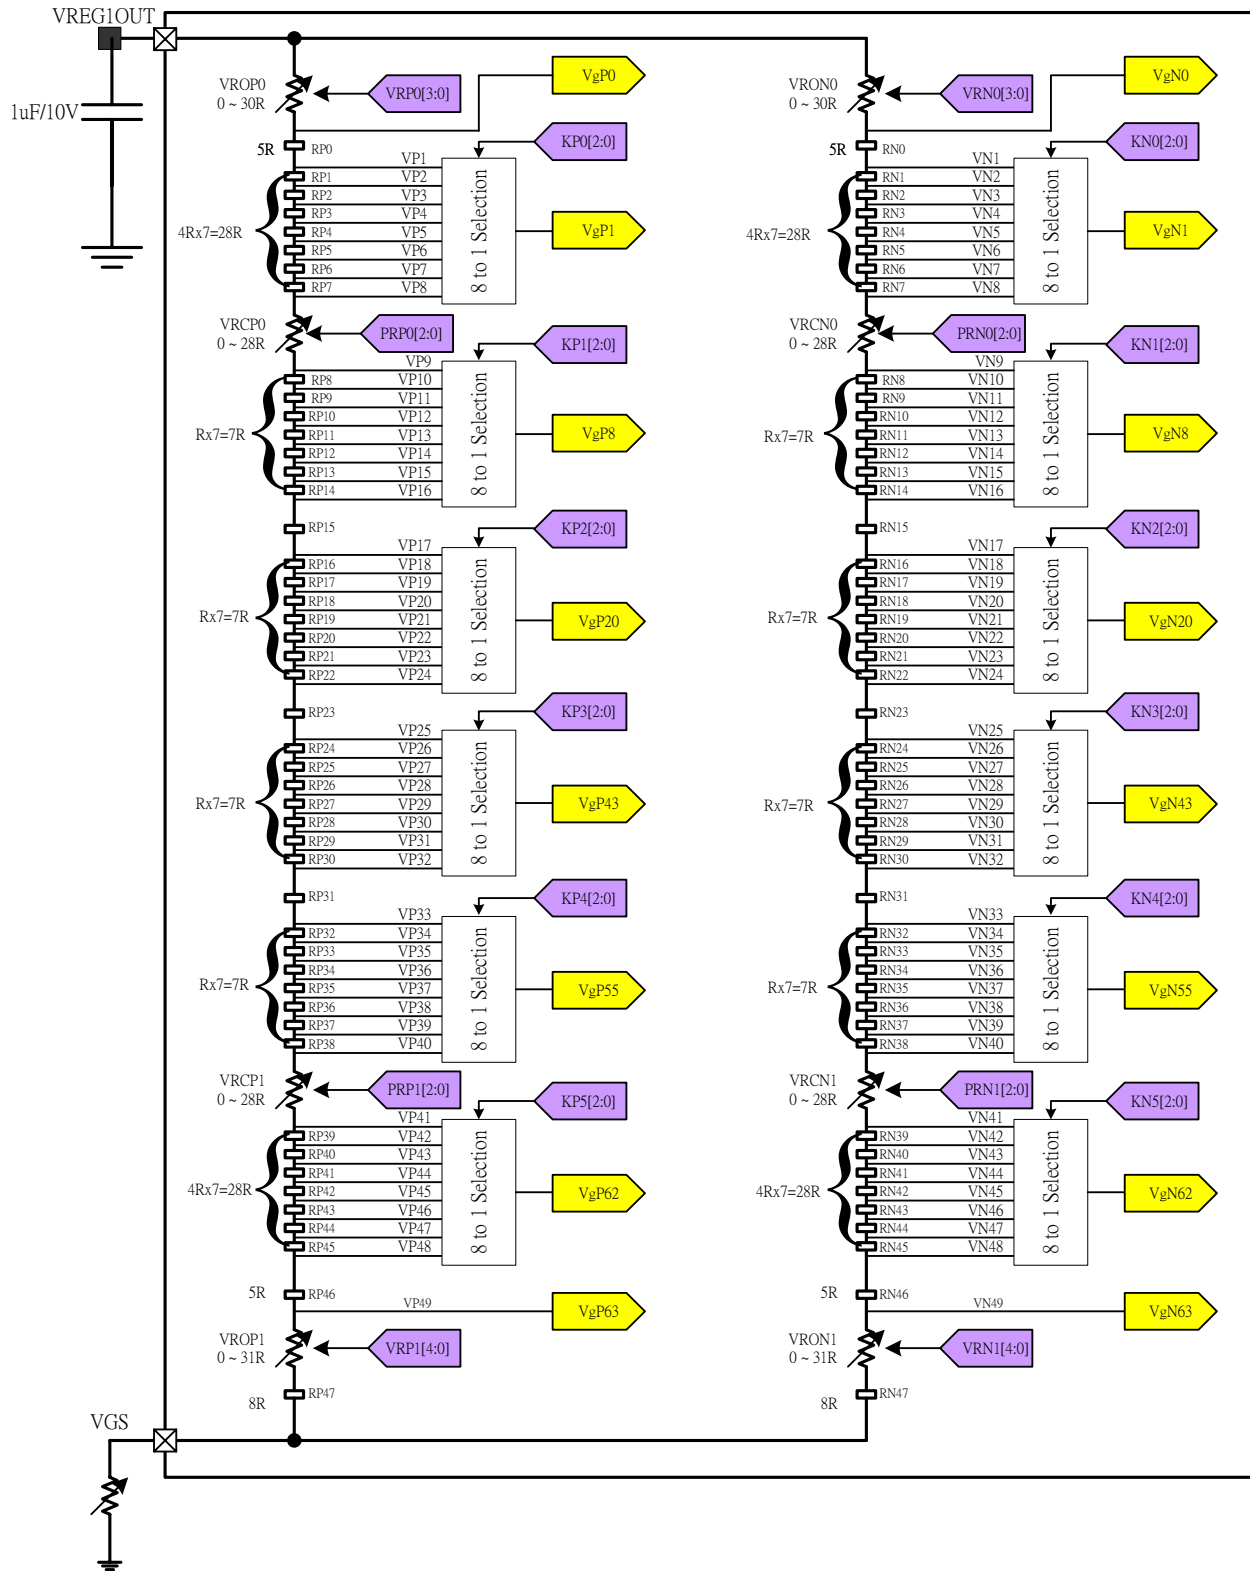 VREG1OUT
1uF/10V
VROP0
0 ~ 30R
VRP0[3:0]
VgP0
5R
RP0
KP0[2:0]
VP1
RP1
VP2
RP2
VP3
RP3
VP4
RP4
VP5
RP5
VP6
RP6
VP7
RP7
VP8
4Rx7=28R
8 to 1 Selection
VgP1
VRCP0
0 ~ 28R
PRP0[2:0]
KP1[2:0]
VP9
RP8
VP10
RP9
VP11
RP10
VP12
RP11
VP13
RP12
VP14
RP13
VP15
RP14
VP16
Rx7=7R
8 to 1 Selection
VgP8
RP15
KP2[2:0]
VP17
RP16
VP18
RP17
VP19
RP18
VP20
RP19
VP21
RP20
VP22
RP21
VP23
RP22
VP24
Rx7=7R
8 to 1 Selection
VgP20
RP23
KP3[2:0]
VP25
RP24
VP26
RP25
VP27
RP26
VP28
RP27
VP29
RP28
VP30
RP29
VP31
RP30
VP32
Rx7=7R
8 to 1 Selection
VgP43
RP31
KP4[2:0]
VP33
RP32
VP34
RP33
VP35
RP34
VP36
RP35
VP37
RP36
VP38
RP37
VP39
RP38
VP40
Rx7=7R
8 to 1 Selection
VgP55
VRCP1
0 ~ 28R
PRP1[2:0]
KP5[2:0]
VP41
RP39
VP42
RP40
VP43
RP41
VP44
RP42
VP45
RP43
VP46
RP44
VP47
RP45
VP48
4Rx7=28R
8 to 1 Selection
VgP62
5R
RP46
VP49
VgP63
VROP1
0 ~ 31R
VRP1[4:0]
8R
RP47
VGS
VRON0
0 ~ 30R
VRN0[3:0]
VgN0
5R
RN0
KN0[2:0]
VN1
RN1
VN2
RN2
VN3
RN3
VN4
RN4
VN5
RN5
VN6
RN6
VN7
RN7
VN8
4Rx7=28R
8 to 1 Selection
VgN1
VRCN0
0 ~ 28R
PRN0[2:0]
KN1[2:0]
VN9
RN8
VN10
RN9
VN11
RN10
VN12
RN11
VN13
RN12
VN14
RN13
VN15
RN14
VN16
Rx7=7R
8 to 1 Selection
VgN8
RN15
KN2[2:0]
VN17
RN16
VN18
RN17
VN19
RN18
VN20
RN19
VN21
RN20
VN22
RN21
VN23
RN22
VN24
Rx7=7R
8 to 1 Selection
VgN20
RN23
KN3[2:0]
VN25
RN24
VN26
RN25
VN27
RN26
VN28
RN27
VN29
RN28
VN30
RN29
VN31
RN30
VN32
Rx7=7R
8 to 1 Selection
VgN43
RN31
KN4[2:0]
VN33
RN32
VN34
RN33
VN35
RN34
VN36
RN35
VN37
RN36
VN38
RN37
VN39
RN38
VN40
Rx7=7R
8 to 1 Selection
VgN55
VRCN1
0 ~ 28R
PRN1[2:0]
KN5[2:0]
VN41
RN39
VN42
RN40
VN43
RN41
VN44
RN42
VN45
RN43
VN46
RN44
VN47
RN45
VN48
4Rx7=28R
8 to 1 Selection
VgN62
5R
RN46
VN49
VgN63
VRON1
0 ~ 31R
VRN1[4:0]
8R
RN47